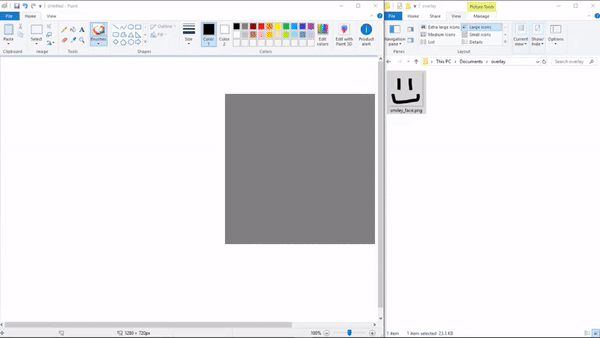 Untitled - Paint
File Home View
Paste
Select
Brushes
Size
Color 1
Color 2
Edit colors
Edit with Paint 3D
Product alert
Outline
Fill
Clipboard
Image
Tools
Shapes
Colors
1280 × 720px
100%
Picture Tools
overlay
File Home Share View Manage
Navigation pane
Extra large icons
Large icons
Medium icons
Small icons
List
Details
Current view
Show/hide
Options
Panes
Layout
This PC Documents overlay
Search overlay
smiley_face.png
1 item 1 item selected 23.3 KB